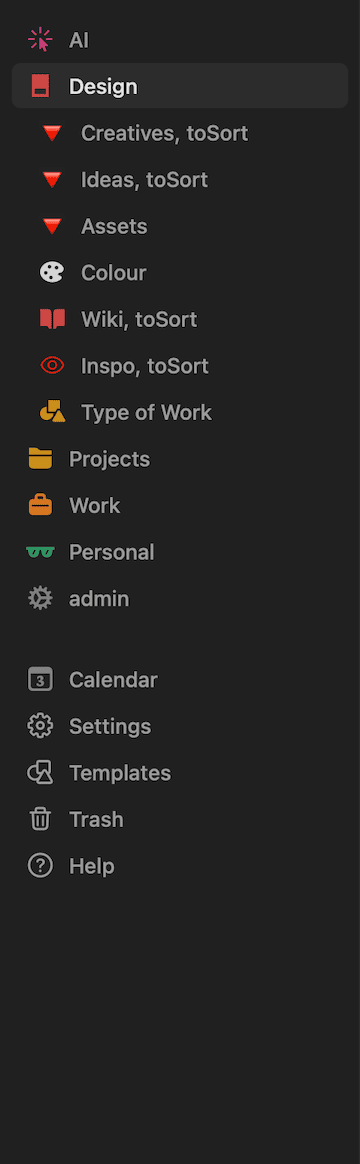 AI
Design
Creatives, toSort
Ideas, toSort
Assets
Colour
Wiki, toSort
Inspo, toSort
Type of Work
Projects
Work
Personal
admin
3 Calendar
Settings
Templates
Trash
? Help